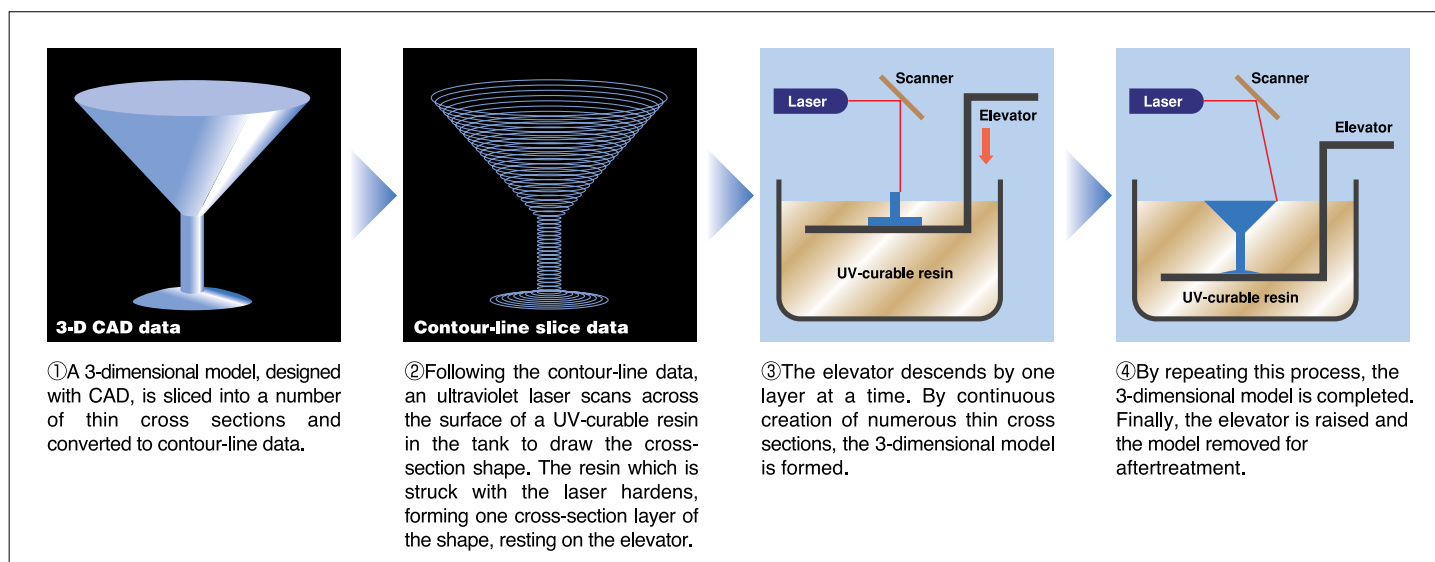 3-D CAD data
①A 3-dimensional model, designed
with CAD, is sliced into a number
of thin cross sections and
converted to contour-line data.
Contour-line slice data
②Following the contour-line data,
an ultraviolet laser scans across
the surface of a UV-curable resin
in the tank to draw the cross-
section shape. The resin which is
struck with the laser hardens,
forming one cross-section layer of
the shape, resting on the elevator.
Scanner
Laser
Elevator
UV-curable resin
③The elevator descends by one
layer at a time. By continuous
creation of numerous thin cross
sections, the 3-dimensional model
is formed.
Scanner
Laser
Elevator
UV-curable resin
④By repeating this process, the
3-dimensional model is completed.
Finally, the elevator is raised and
the model removed for
aftertreatment.